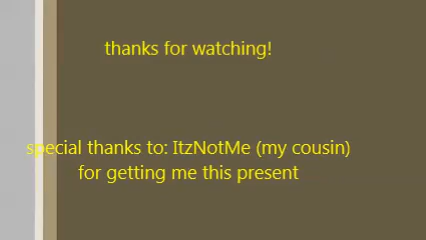 thanks for watching!
special thanks to: ItzNotMe (my cousin)
for getting me this present